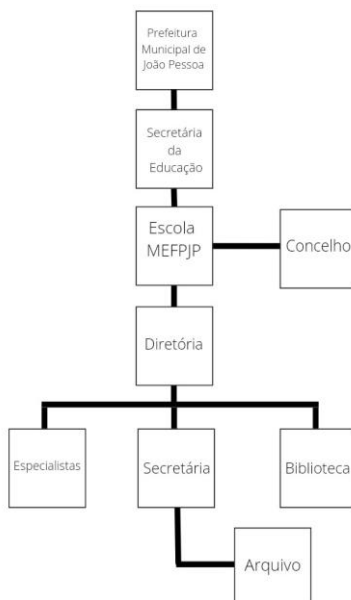 Prefeitura
Municipal de
João Pessoa
Secretária
da
Educação
Escola
MEFPJP
Concelho
Diretória
Especialistas
Secretária
Biblioteca
Arquivo